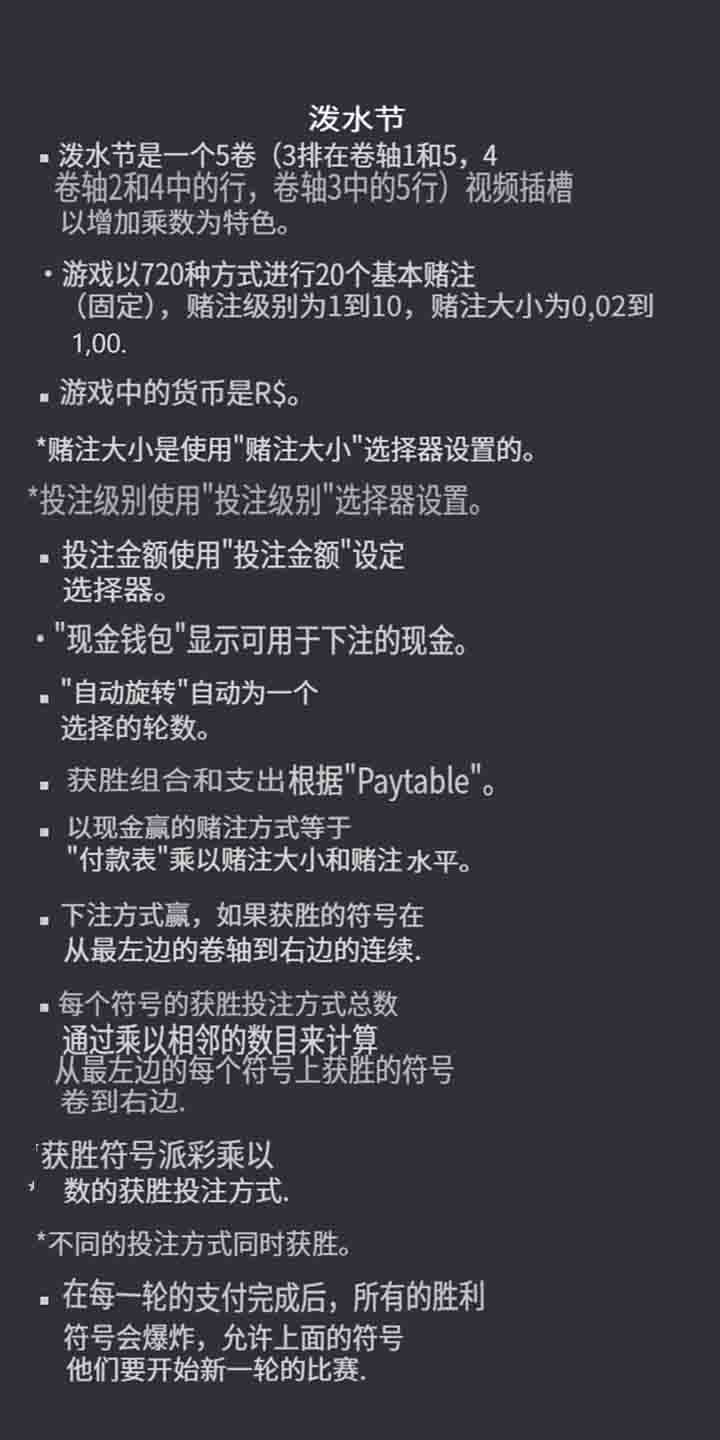 泼水节
▪ 泼水节是一个5卷（3排在卷轴1和5，4
卷轴2和4中的行，卷轴3中的5行）视频插槽
以增加乘数为特色。
• 游戏以720种方式进行20个基本赌注
（固定），赌注级别为1到10，赌注大小为0,02到
1,00.
▪ 游戏中的货币是R$。
*赌注大小是使用"赌注大小"选择器设置的。
*投注级别使用"投注级别"选择器设置。
▪ 投注金额使用"投注金额"设定
选择器。
• "现金钱包"显示可用于下注的现金。
▪ "自动旋转"自动为一个
选择的轮数。
▪ 获胜组合和支出根据"Paytable"。
▪ 以现金赢的赌注方式等于
"付款表"乘以赌注大小和赌注水平。
▪ 下注方式赢，如果获胜的符号在
从最左边的卷轴到右边的连续.
▪ 每个符号的获胜投注方式总数
通过乘以相邻的数目来计算
从最左边的每个符号上获胜的符号
卷到右边.
*获胜符号派彩乘以
* 数的获胜投注方式.
*不同的投注方式同时获胜。
▪ 在每一轮的支付完成后，所有的胜利
符号会爆炸，允许上面的符号
他们要开始新一轮的比赛.